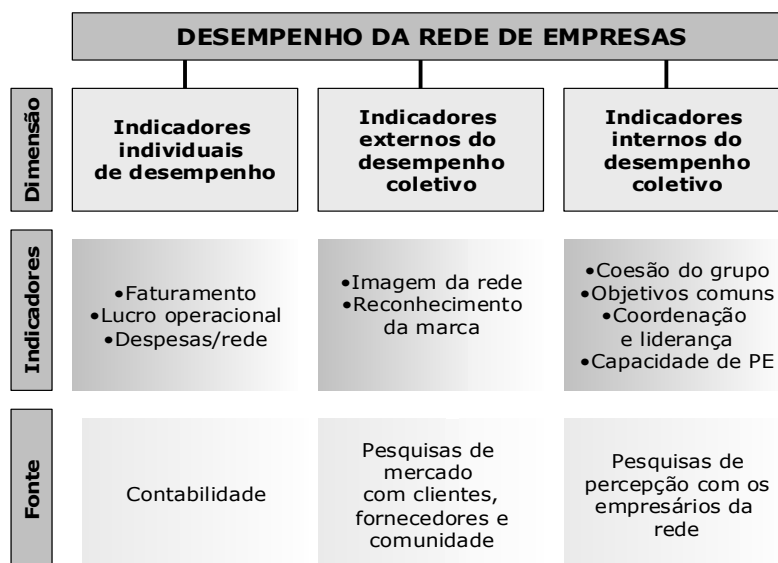 DESEMPENHO DA REDE DE EMPRESAS
Dimensão
Indicadores
individuais
de desempenho
Indicadores
externos do
desempenho
coletivo
Indicadores
internos do
desempenho
coletivo
Indicadores
•Faturamento
•Lucro operacional
•Despesas/rede
•Imagem da rede
•Reconhecimento
da marca
•Coesão do grupo
•Objetivos comuns
•Coordenação
e liderança
•Capacidade de PE
Fonte
Contabilidade
Pesquisas de
mercado
com clientes,
fornecedores e
comunidade
Pesquisas de
percepção com os
empresários da
rede